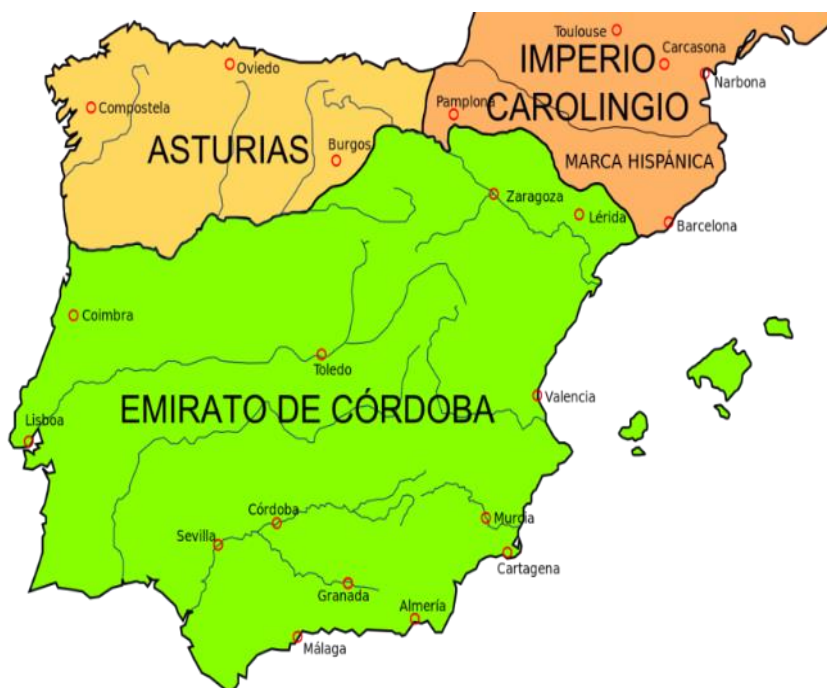 Toulouse
IMPERIO
Carcasona
Oviedo
Narbona
Compostela
Pamplona
CAROLINGIO
ASTURIAS
Burgos
MARCA HISPÁNICA
Zaragoza
Lérida
Barcelona
Coimbra
Toledo
Valencia
EMIRATO DE CÓRDOBA
Lisboa
Córdoba
Murcia
Sevilla
Cartagena
Granada
Almería
Málaga